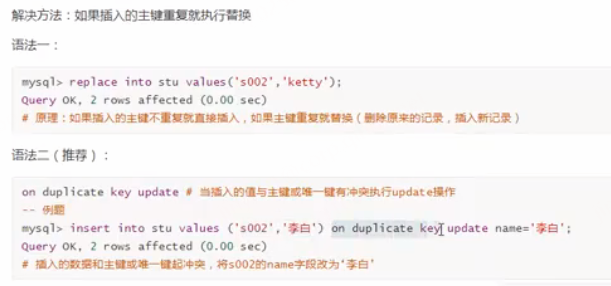 解决方法：如果插入的主键重复就执行替换
语法一：
mysql> replace into stu values('s002','ketty');
Query OK, 2 rows affected (0.00 sec)
# 原理：如果插入的主键不重复就直接插入，如果主键重复就替换（删除原来的记录，插入新记录）
语法二（推荐）：
on duplicate key update # 当插入的值与主键或唯一键有冲突执行update操作
-- 例题
mysql> insert into stu values ('s002','李白') on duplicate key update name='李白';
Query OK, 2 rows affected (0.00 sec)
# 插入的数据和主键或唯一键起冲突，将s002的name字段改为‘李白’